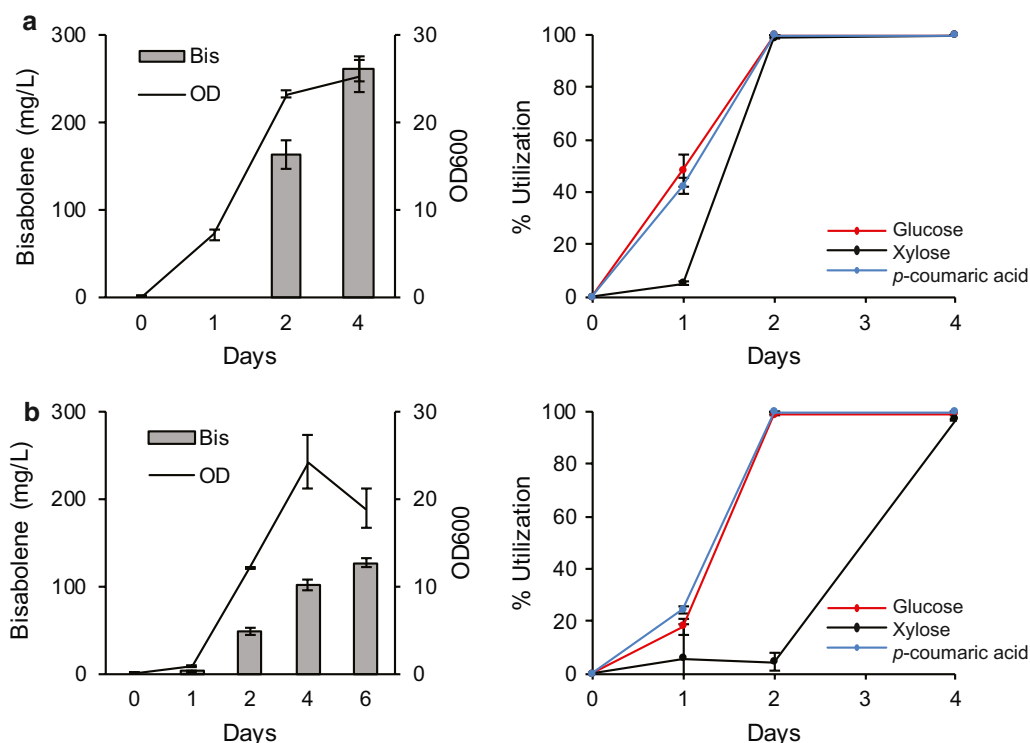 a
Bisabolene (mg/L)
300
200
100
0
Bis
OD
30
20
10
0
OD600
0 1 2 4
Days
% Utilization
100
80
60
40
20
0
Glucose
Xylose
p-coumaric acid
0 1 2 3 4
Days
b
Bisabolene (mg/L)
300
200
100
0
Bis
OD
30
20
10
0
OD600
0 1 2 4 6
Days
% Utilization
100
80
60
40
20
0
Glucose
Xylose
p-coumaric acid
0 1 2 3 4
Days